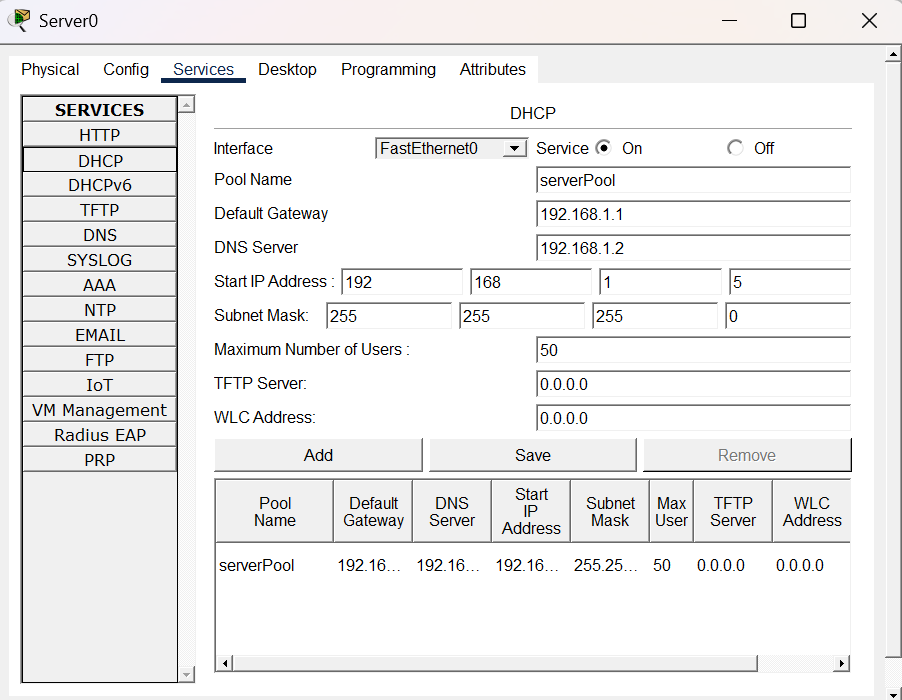 Server0
Physical Config Services Desktop Programming Attributes
SERVICES
HTTP
DHCP
DHCPv6
TFTP
DNS
SYSLOG
AAA
NTP
EMAIL
FTP
IoT
VM Management
Radius EAP
PRP
DHCP
Interface FastEthernet0 Service On Off
Pool Name serverPool
Default Gateway 192.168.1.1
DNS Server 192.168.1.2
Start IP Address : 192 168 1 5
Subnet Mask: 255 255 255 0
Maximum Number of Users : 50
TFTP Server: 0.0.0.0
WLC Address: 0.0.0.0
Add Save Remove
Pool Name Default Gateway DNS Server Start IP Address Subnet Mask Max User TFTP Server WLC Address
serverPool 192.16... 192.16... 192.16... 255.25... 50 0.0.0.0 0.0.0.0